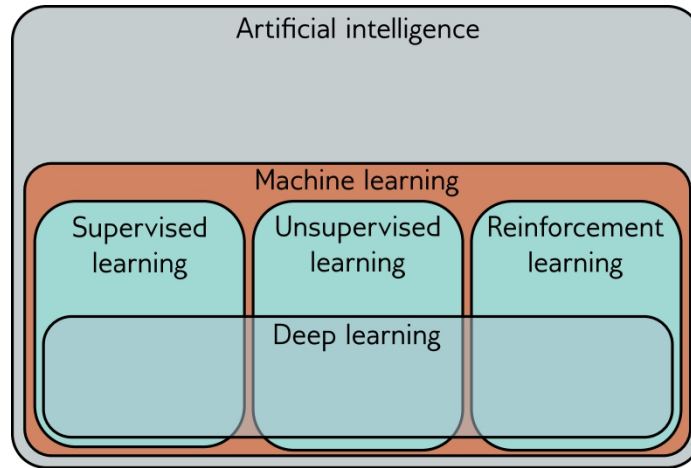 Artificial intelligence
Machine learning
Supervised
learning
Unsupervised
learning
Reinforcement
learning
Deep learning